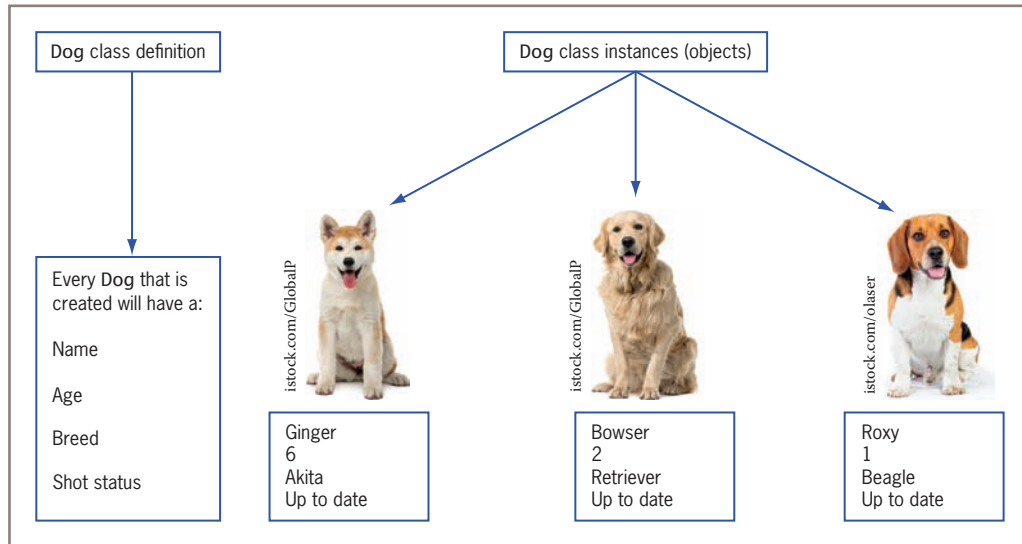 Dog class definition
Dog class instances (objects)
Every Dog that is
created will have a:
Name
Age
Breed
Shot status
istock.com/GlobalP
Ginger
6
Akita
Up to date
istock.com/GlobalP
Bowser
2
Retriever
Up to date
istock.com/olaser
Roxy
1
Beagle
Up to date